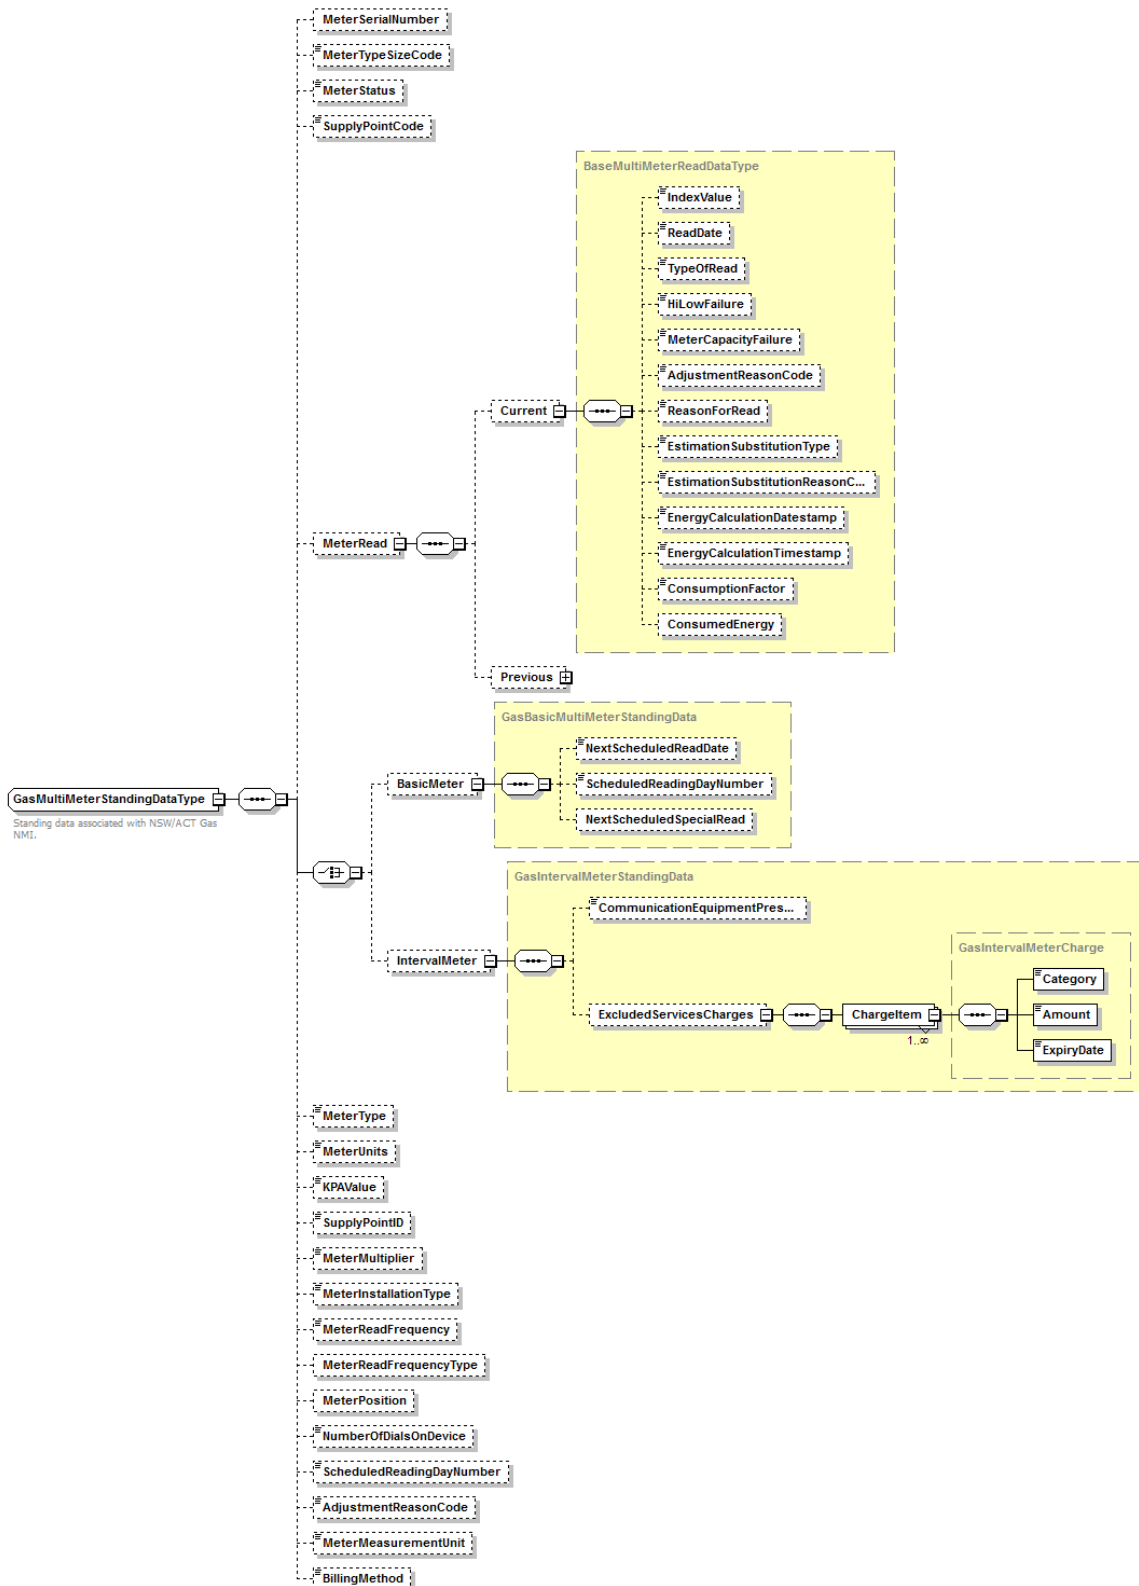 MeterSerialNumber
MeterTypeSizeCode
MeterStatus
SupplyPointCode
BaseMultiMeterReadDataType
IndexValue
ReadDate
TypeOfRead
HiLowFailure
MeterCapacityFailure
AdjustmentReasonCode
Current
ReasonForRead
EstimationSubstitutionType
EstimationSubstitutionReasonC...
EnergyCalculationDatestamp
MeterRead
EnergyCalculationTimestamp
ConsumptionFactor
ConsumedEnergy
Previous
GasBasicMultiMeterStandingData
NextScheduledReadDate
BasicMeter
ScheduledReadingDayNumber
NextScheduledSpecialRead
GasMultiMeterStandingDataType
Standing data associated with NSW/ACT Gas
NMI.
GasIntervalMeterStandingData
CommunicationEquipmentPres...
IntervalMeter
GasIntervalMeterCharge
Category
ExcludedServicesCharges
ChargeItem
1..∞
Amount
ExpiryDate
MeterType
MeterUnits
KPAValue
SupplyPointID
MeterMultiplier
MeterInstallationType
MeterReadFrequency
MeterReadFrequencyType
MeterPosition
NumberOfDialsOnDevice
ScheduledReadingDayNumber
AdjustmentReasonCode
MeterMeasurementUnit
BillingMethod